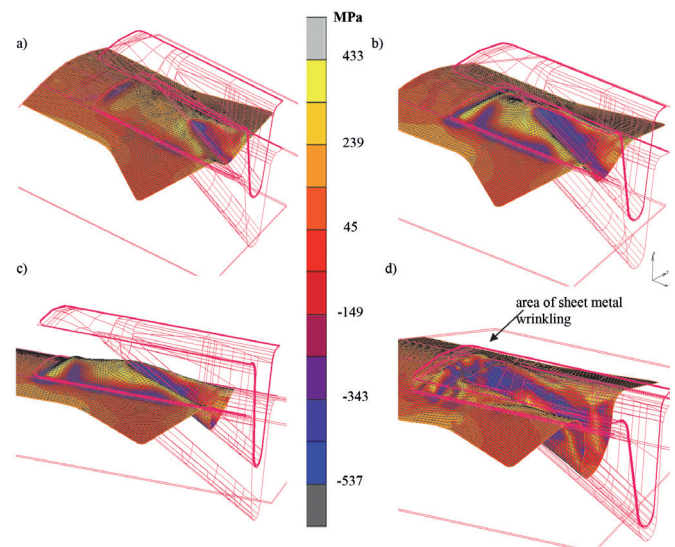 MPa
a)
433
b)
239
45
-149
c)
d)
area of sheet metal
wrinkling
-343
-537